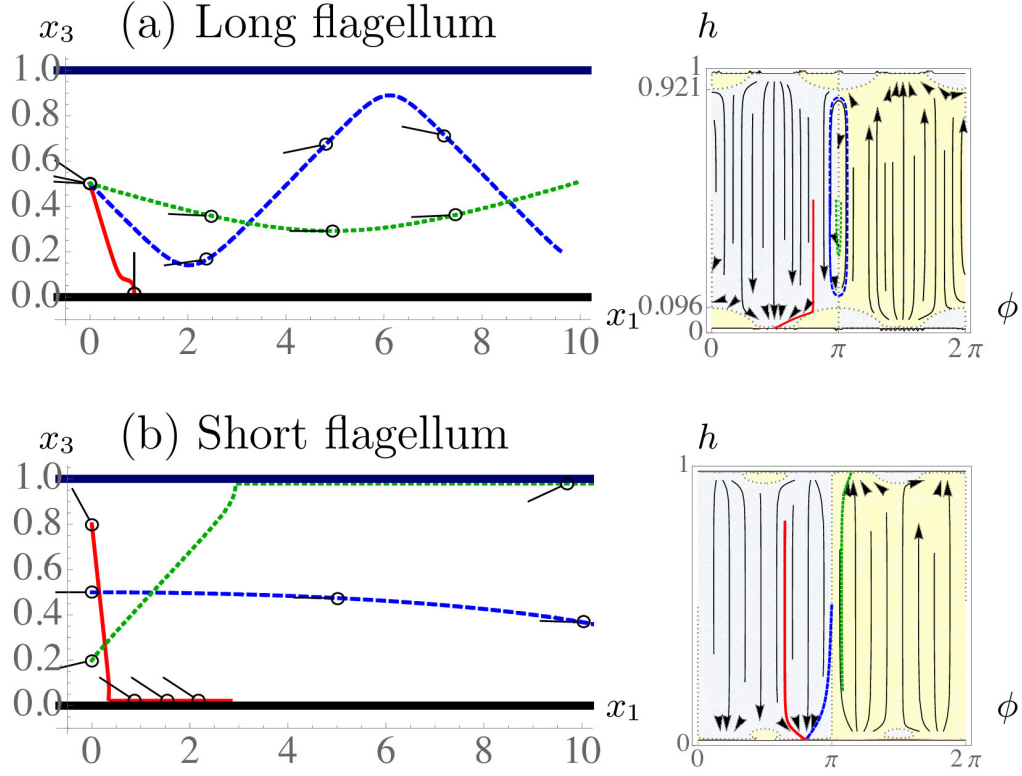 (a) Long flagellum
x₃
1.0
0.8
0.6
0.4
0.2
0.0
0 2 4 6 8 10
x₁
h
1
0.921
0.096
0
0 π 2π
ϕ
(b) Short flagellum
x₃
1.0
0.8
0.6
0.4
0.2
0.0
0 2 4 6 8 10
x₁
h
1
0
0 π 2π
ϕ